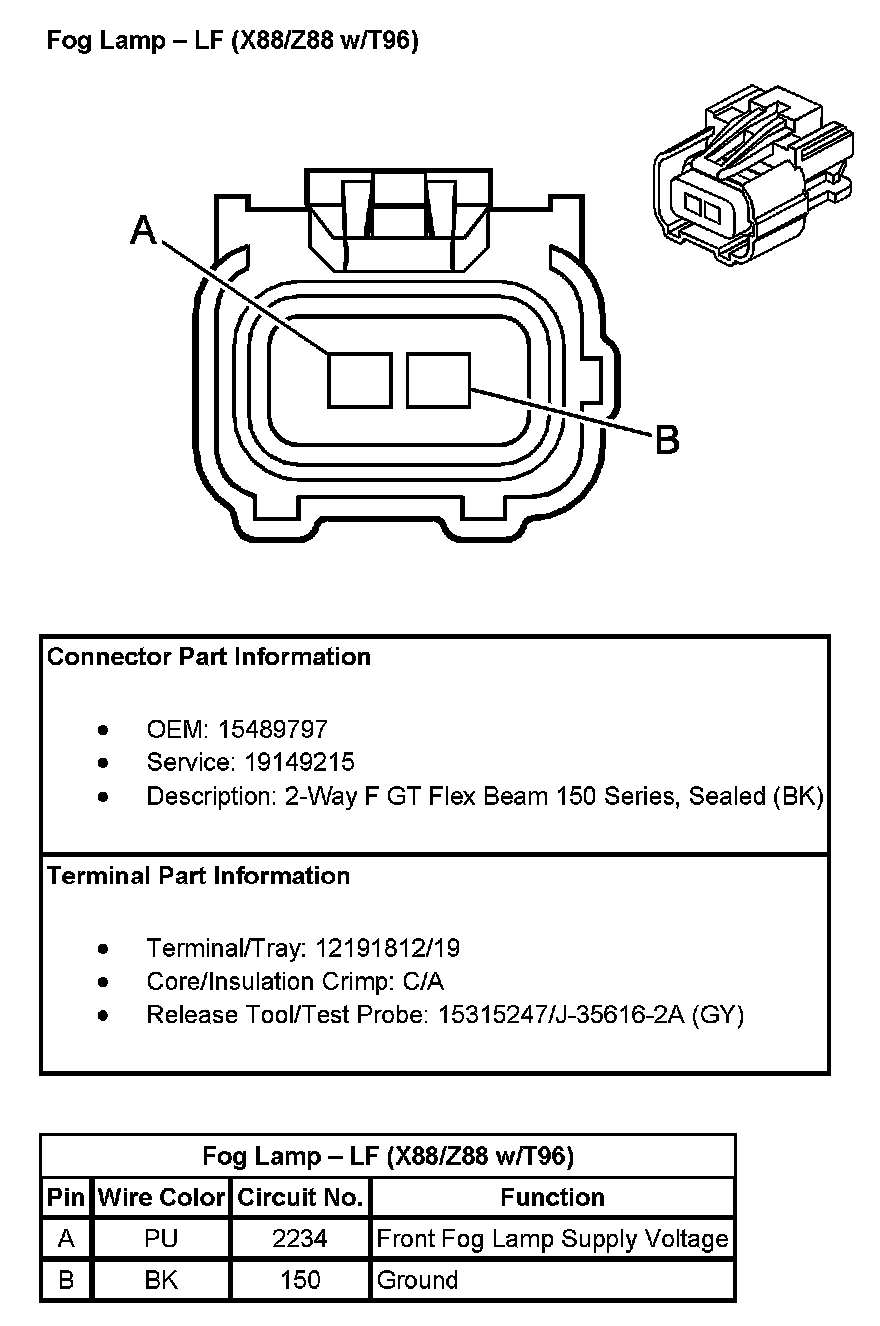 Fog Lamp – LF (X88/Z88 w/T96)
A
B
Connector Part Information
• OEM: 15489797
• Service: 19149215
• Description: 2-Way F GT Flex Beam 150 Series, Sealed (BK)
Terminal Part Information
• Terminal/Tray: 12191812/19
• Core/Insulation Crimp: C/A
• Release Tool/Test Probe: 15315247/J-35616-2A (GY)
Fog Lamp – LF (X88/Z88 w/T96)
Pin Wire Color Circuit No. Function
A PU 2234 Front Fog Lamp Supply Voltage
B BK 150 Ground